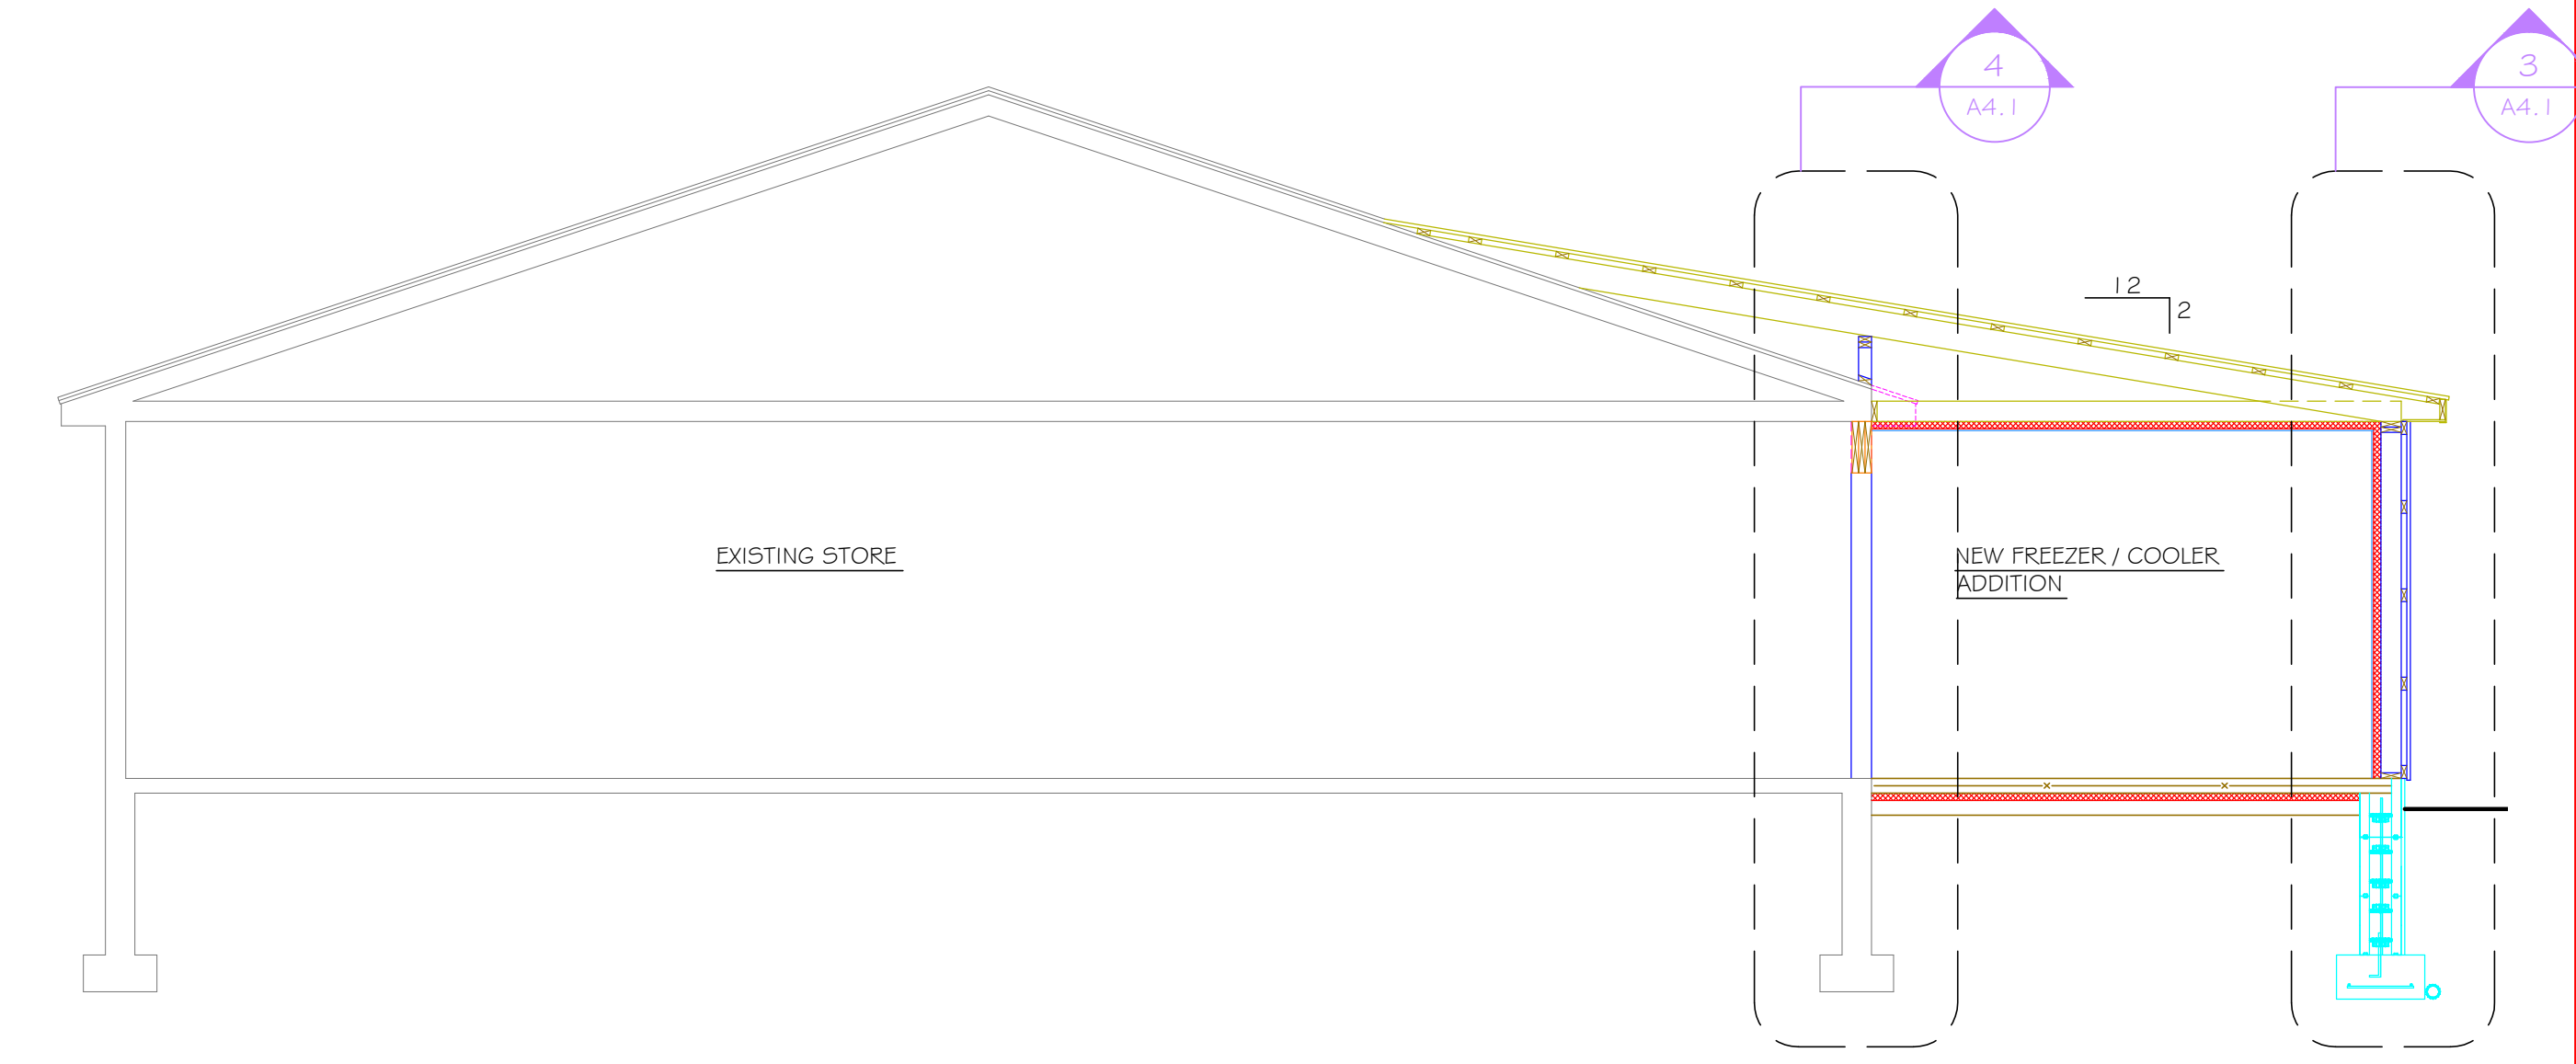 4
A4.1
3
A4.1
12
2
EXISTING STORE
NEW FREEZER / COOLER
ADDITION